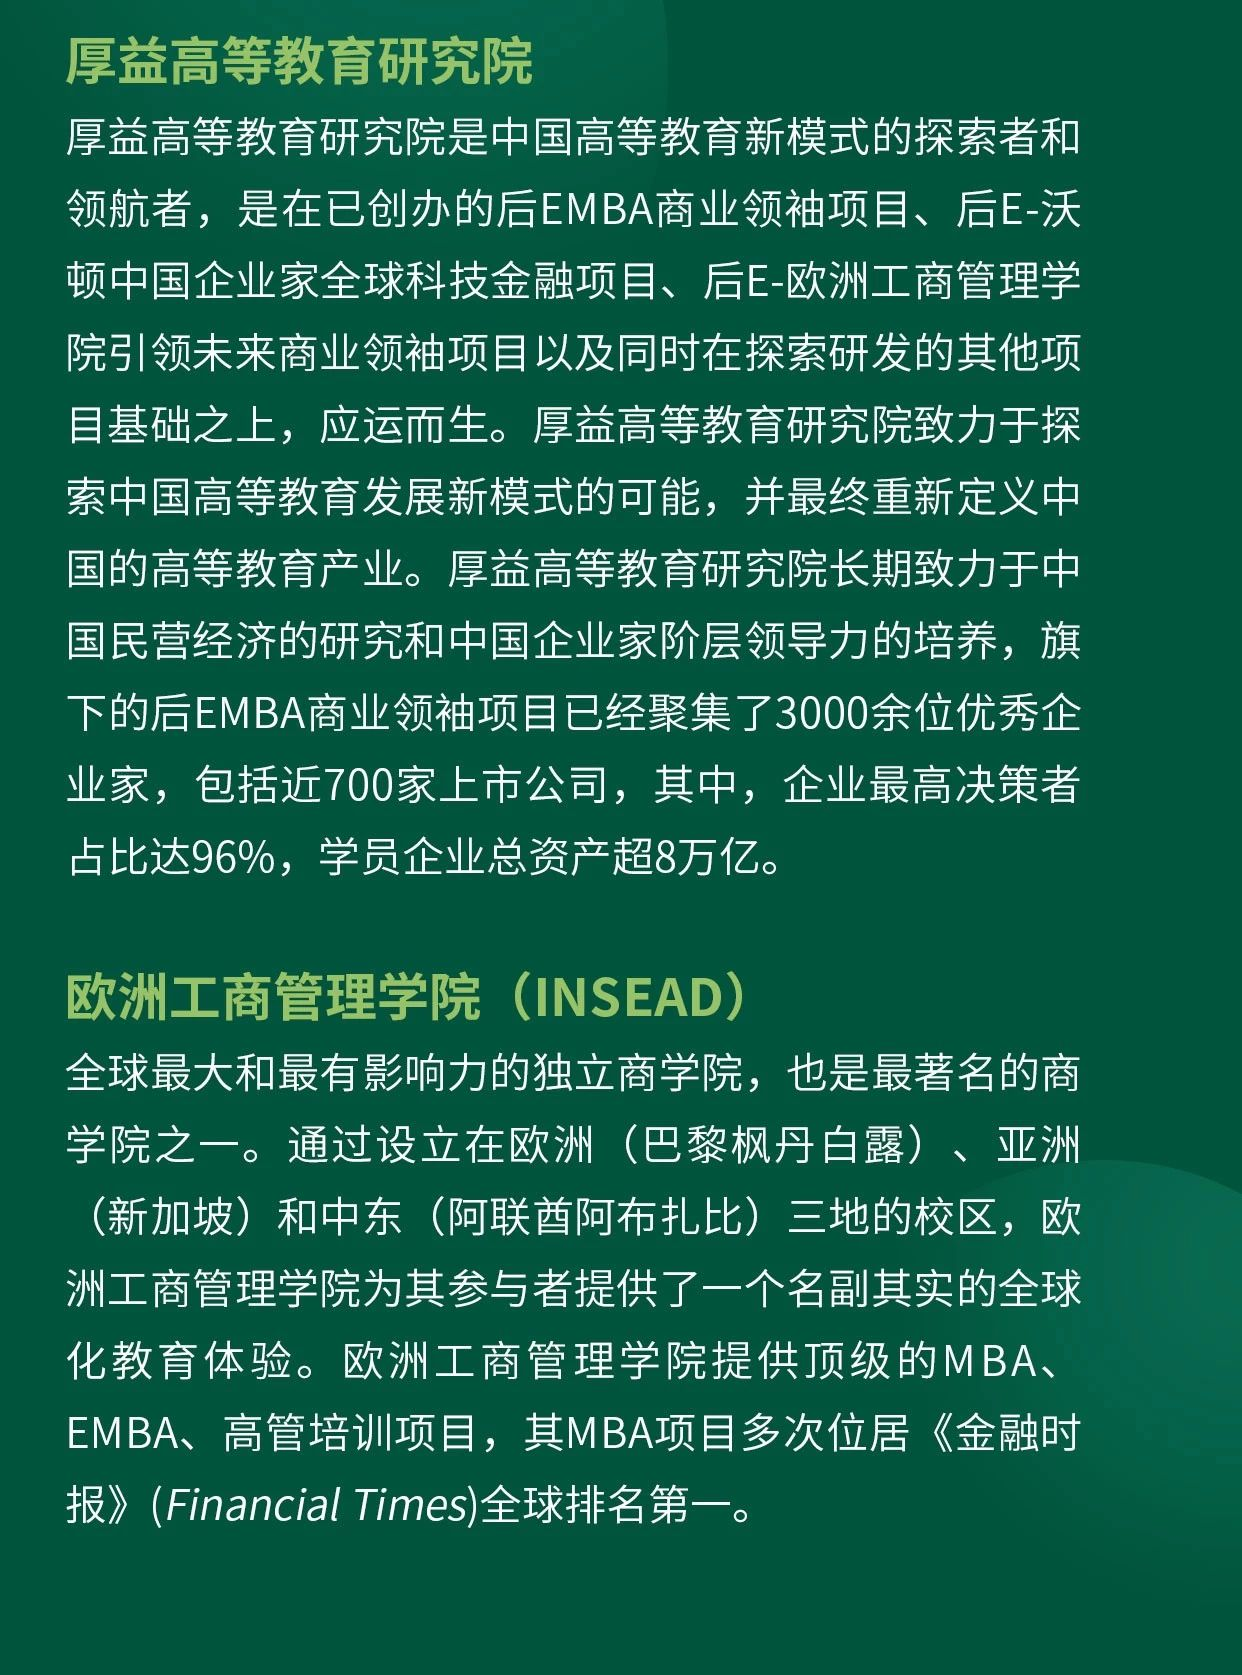 厚益高等教育研究院
厚益高等教育研究院是中国高等教育新模式的探索者和
领航者，是在已创办的后EMBA商业领袖项目、后E-沃
顿中国企业家全球科技金融项目、后E-欧洲工商管理学
院引领未来商业领袖项目以及同时在探索研发的其他项
目基础之上，应运而生。厚益高等教育研究院致力于探
索中国高等教育发展新模式的可能，并最终重新定义中
国的高等教育产业。厚益高等教育研究院长期致力于中
国民营经济的研究和中国企业家阶层领导力的培养，旗
下的后EMBA商业领袖项目已经聚集了3000余位优秀企
业家，包括近700家上市公司，其中，企业最高决策者
占比达96%，学员企业总资产超8万亿。
欧洲工商管理学院（INSEAD）
全球最大和最有影响力的独立商学院，也是最著名的商
学院之一。通过设立在欧洲（巴黎枫丹白露）、亚洲
（新加坡）和中东（阿联酋阿布扎比）三地的校区，欧
洲工商管理学院为其参与者提供了一个名副其实的全球
化教育体验。欧洲工商管理学院提供顶级的MBA、
EMBA、高管培训项目，其MBA项目多次位居《金融时
报》(Financial Times)全球排名第一。